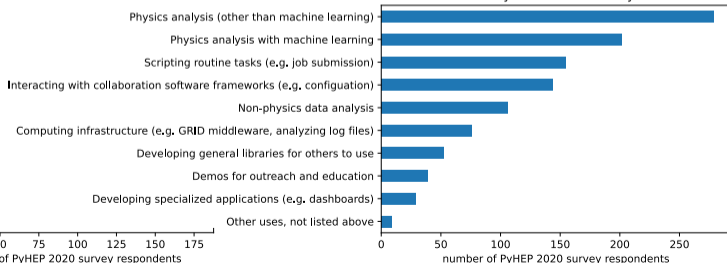 Physics analysis (other than machine learning)
Physics analysis with machine learning
Scripting routine tasks (e.g. job submission)
Interacting with collaboration software frameworks (e.g. configuation)
Non-physics data analysis
Computing infrastructure (e.g. GRID middleware, analyzing log files)
Developing general libraries for others to use
Demos for outreach and education
Developing specialized applications (e.g. dashboards)
Other uses, not listed above
0 75 100 125 150 175
of PyHEP 2020 survey respondents
0 50 100 150 200 250
number of PyHEP 2020 survey respondents